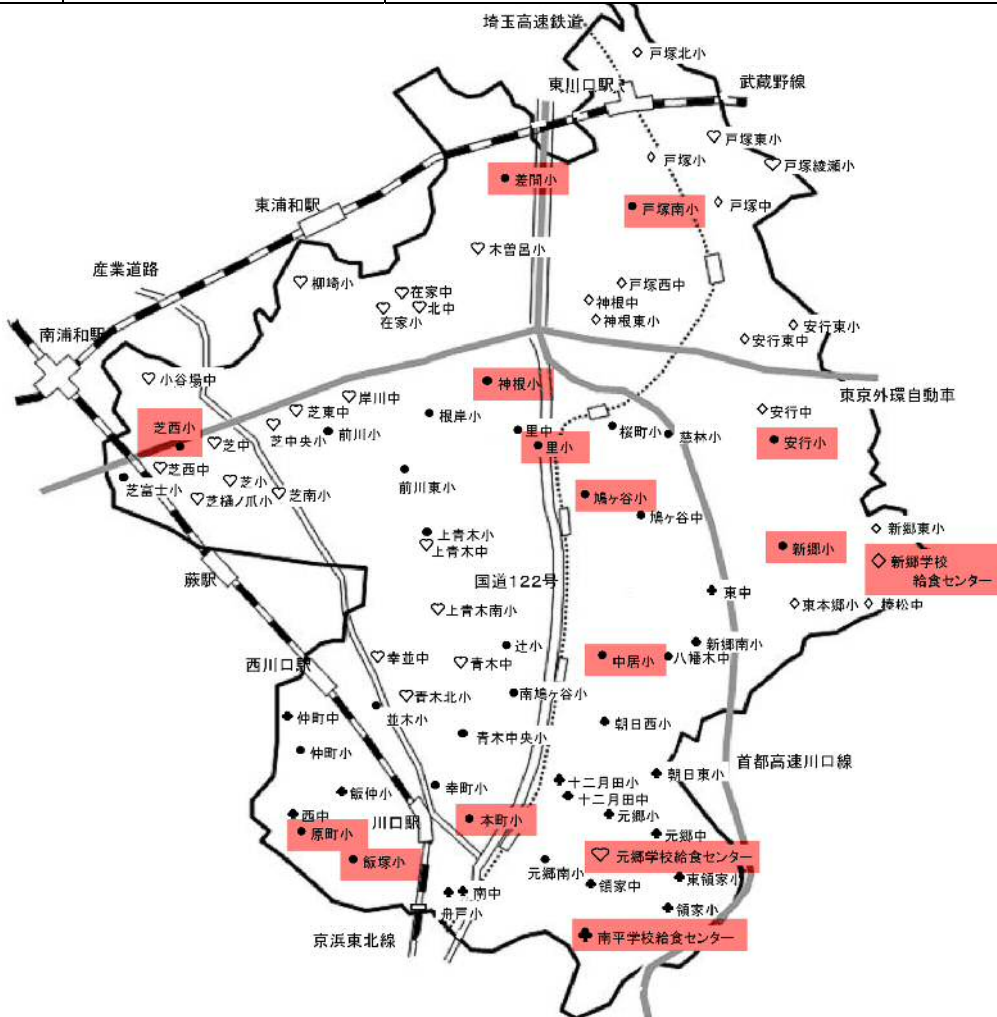 埼玉高速鉄道
戸塚北小
東川口駅
武蔵野線
戸塚東小
戸塚小
戸塚綾瀬小
差間小
戸塚南小
戸塚中
東浦和駅
木曽呂小
産業道路
柳崎小
在家中
北中
在家小
戸塚西中
神根中
神根東小
安行東小
安行東中
南浦和駅
小谷場中
神根小
東京外環自動車
岸川中
芝東中
根岸小
安行中
芝西小
芝中央小
前川小
里中
桜町小
慈林小
芝中
里小
安行小
芝西中
前川東小
芝富士小
芝小
芝樋ノ爪小
芝南小
鳩ヶ谷小
鳩ヶ谷中
上青木小
上青木中
新郷東小
新郷小
新郷学校
給食センター
国道122号
蕨駅
東中
東本郷小
榛松中
上青木南小
辻小
新郷南小
幸並中
青木中
中居小
八幡木中
西川口駅
青木北小
南鳩ヶ谷小
並木小
仲町中
朝日西小
青木中央小
仲町小
首都高速川口線
朝日東小
十二月田小
幸町小
飯仲小
十二月田中
西中
川口駅
本町小
元郷小
原町小
元郷中
飯塚小
元郷学校給食センター
元郷南小
東領家小
領家中
南中
舟戸小
領家小
京浜東北線
南平学校給食センター